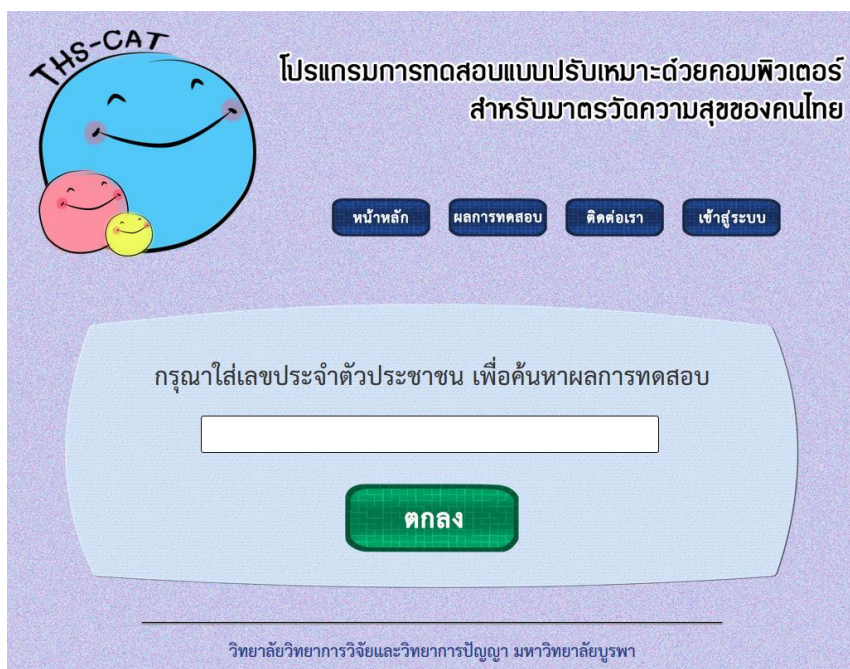 THS-CAT
โปรแกรมการทดสอบแบบปรับเหมาะด้วยคอมพิวเตอร์
สำหรับมาตรวัดความสุขของคนไทย
หน้าหลัก ผลการทดสอบ ติดต่อเรา เข้าสู่ระบบ
กรุณาใส่เลขประจำตัวประชาชน เพื่อค้นหาผลการทดสอบ
ตกลง
วิทยาลัยวิทยาการวิจัยและวิทยาการปัญญา มหาวิทยาลัยบูรพา